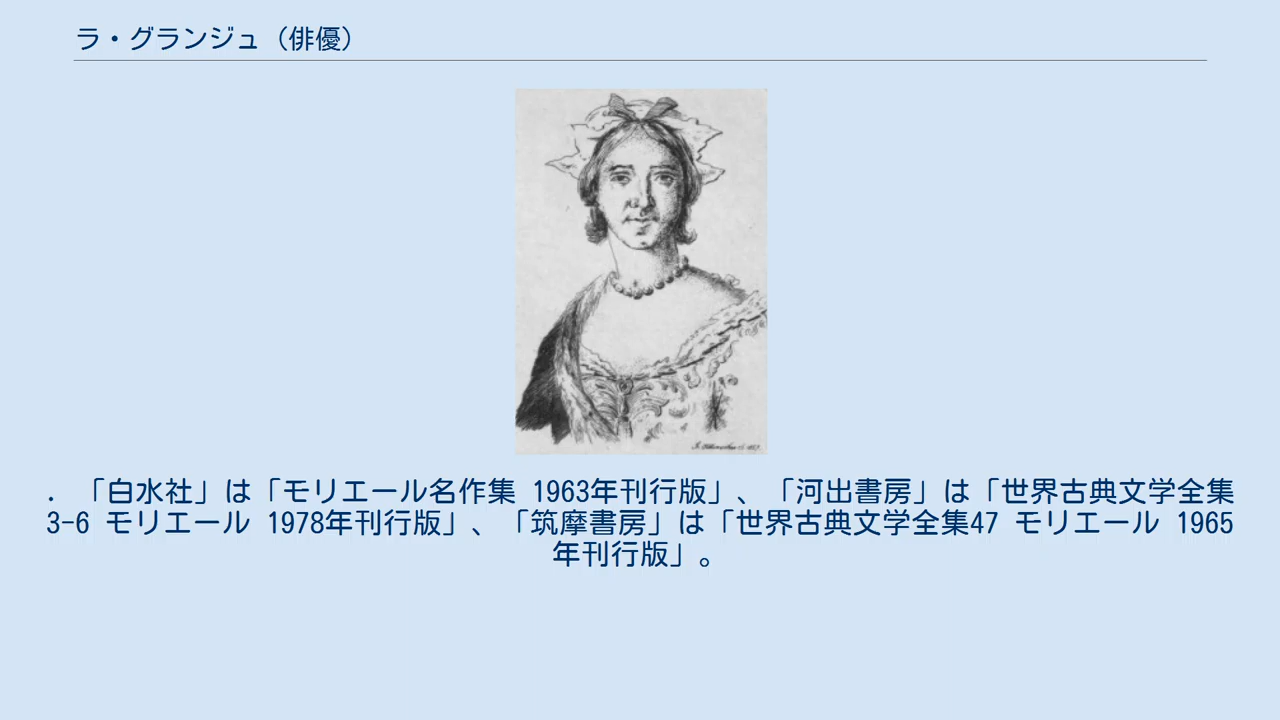 ラ・グランジュ（俳優）
. 「白水社」は「モリエール名作集 1963年刊行版」、「河出書房」は「世界古典文学全集
3-6 モリエール 1978年刊行版」、「筑摩書房」は「世界古典文学全集47 モリエール 1965
年刊行版」。